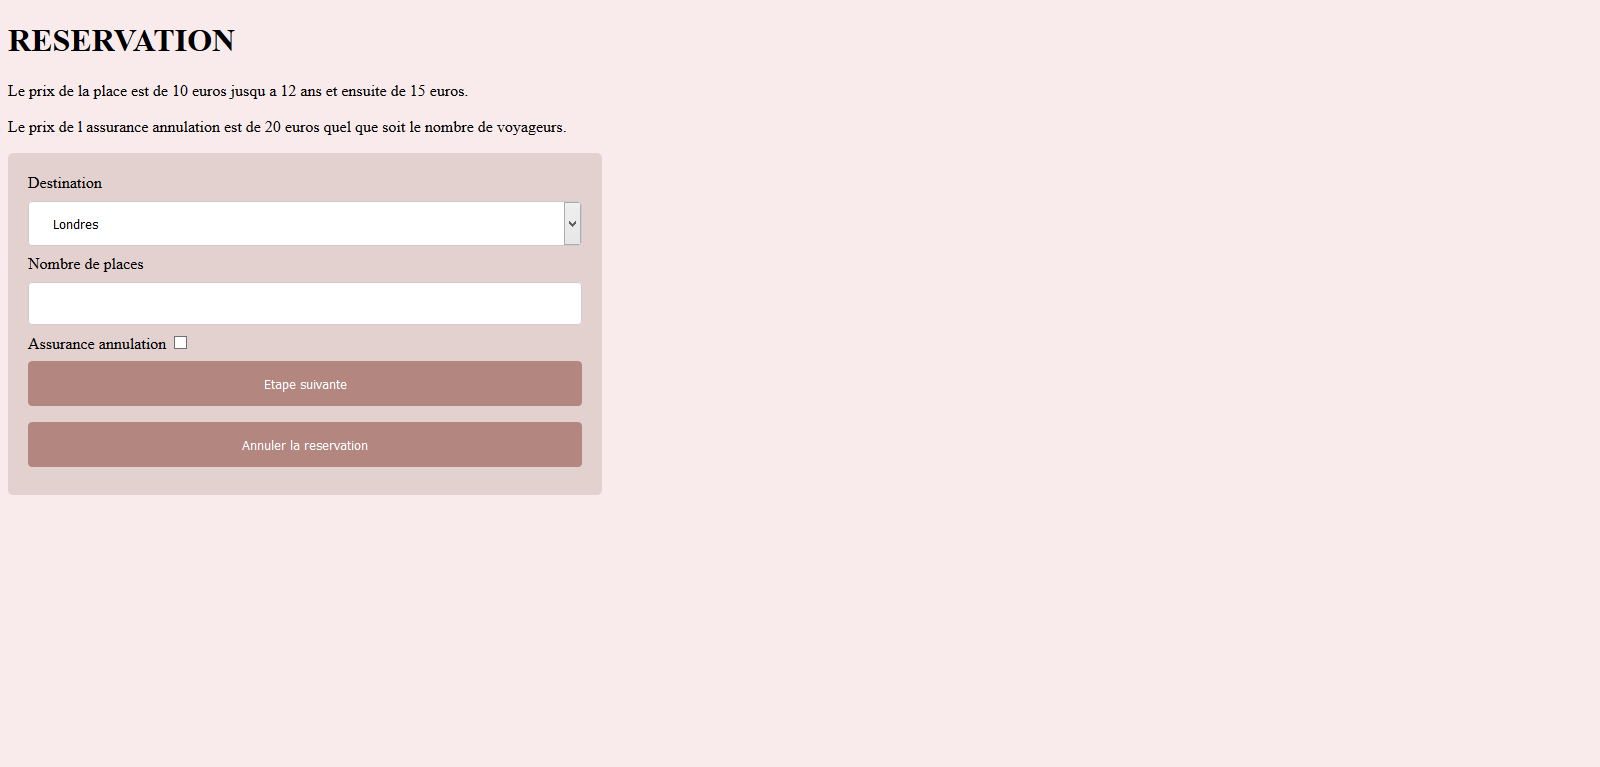 RESERVATION
Le prix de la place est de 10 euros jusqu a 12 ans et ensuite de 15 euros.
Le prix de l assurance annulation est de 20 euros quel que soit le nombre de voyageurs.
Destination
Londres
Nombre de places
Assurance annulation
Etape suivante
Annuler la reservation